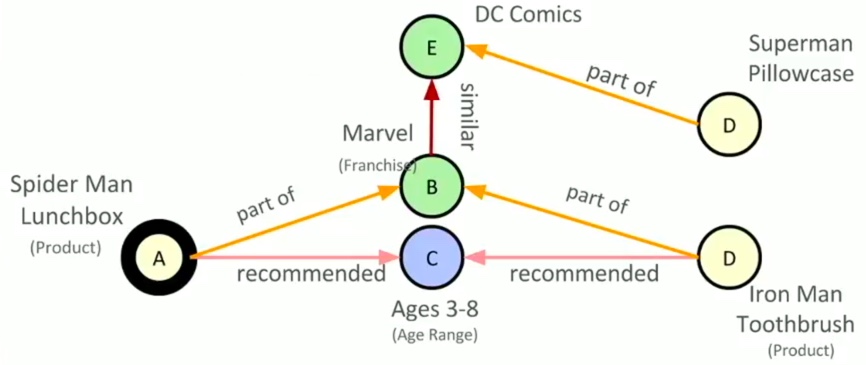 DC Comics
E
Superman
Pillowcase
part of
D
similar
Marvel
(Franchise)
B
Spider Man
Lunchbox
(Product)
A
part of
part of
recommended
C
recommended
D
Ages 3-8
(Age Range)
Iron Man
Toothbrush
(Product)